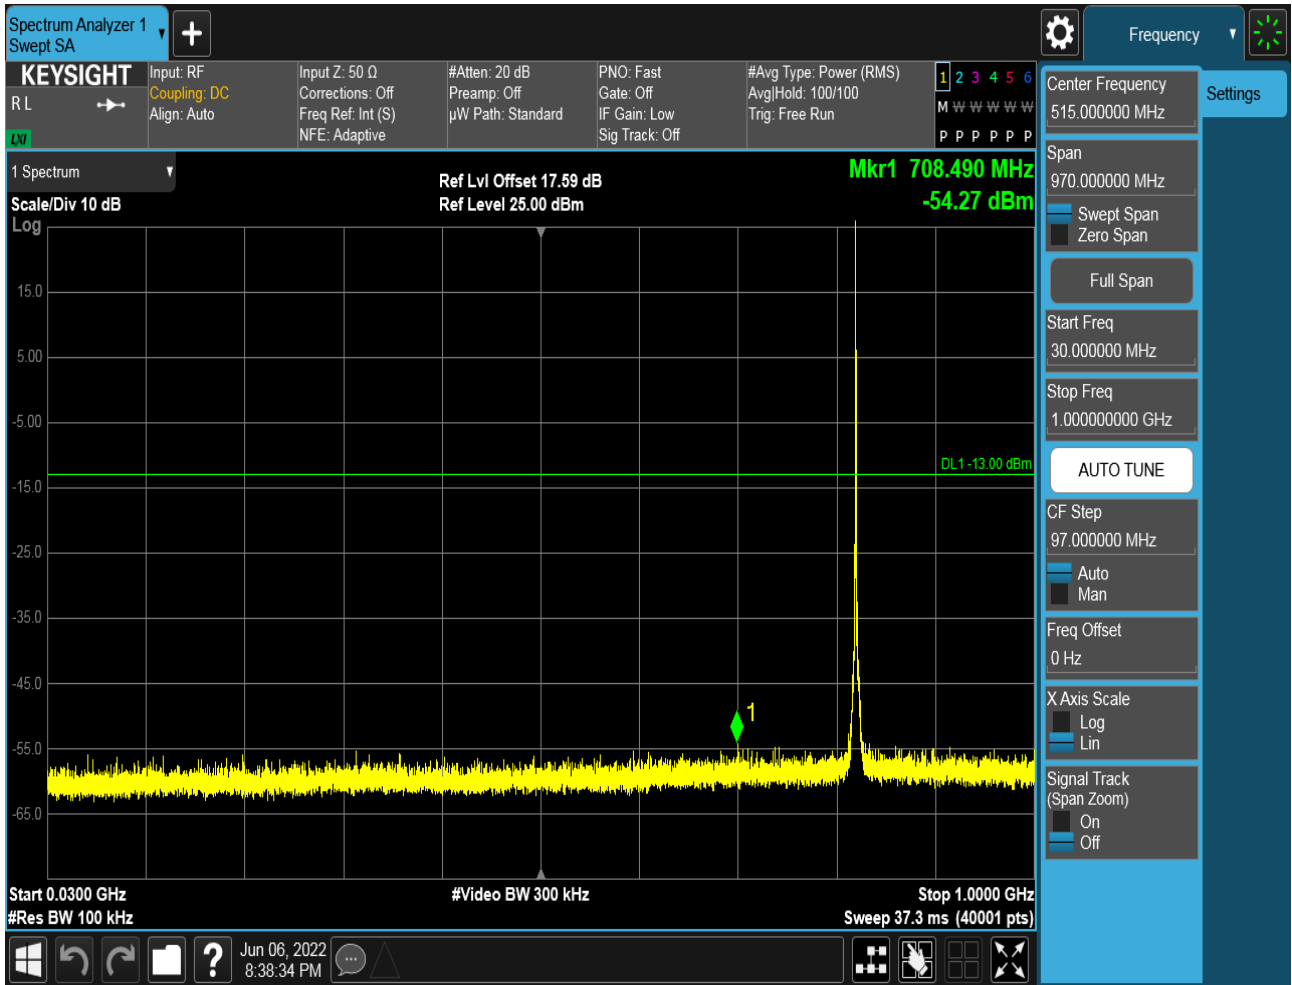 Spectrum Analyzer 1
Swept SA
Frequency
KEYSIGHT
R L
LXI
Input: RF
Coupling: DC
Align: Auto
Input Z: 50 Ω
Corrections: Off
Freq Ref: Int (S)
NFE: Adaptive
#Atten: 20 dB
Preamp: Off
µW Path: Standard
PNO: Fast
Gate: Off
IF Gain: Low
Sig Track: Off
#Avg Type: Power (RMS)
Avg|Hold: 100/100
Trig: Free Run
1 2 3 4 5 6
M W W W W W
P P P P P P
1 Spectrum
Scale/Div 10 dB
Log
Ref Lvl Offset 17.59 dB
Ref Level 25.00 dBm
Mkr1 708.490 MHz
-54.27 dBm
15.0
5.00
-5.00
DL1 -13.00 dBm
-15.0
-25.0
-35.0
-45.0
1
-55.0
-65.0
Start 0.0300 GHz
#Video BW 300 kHz
Stop 1.0000 GHz
#Res BW 100 kHz
Sweep 37.3 ms (40001 pts)
Center Frequency
515.000000 MHz
Settings
Span
970.000000 MHz
Swept Span
Zero Span
Full Span
Start Freq
30.000000 MHz
Stop Freq
1.000000000 GHz
AUTO TUNE
CF Step
97.000000 MHz
Auto
Man
Freq Offset
0 Hz
X Axis Scale
Log
Lin
Signal Track
(Span Zoom)
On
Off
?
Jun 06, 2022
8:38:34 PM